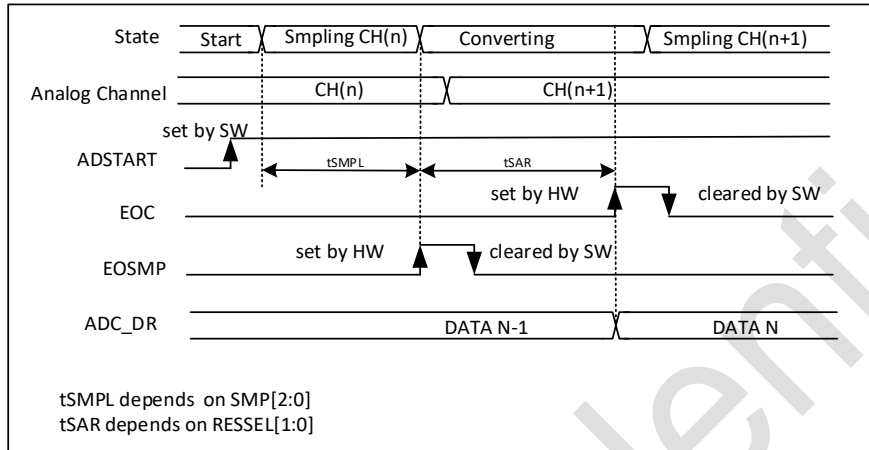 State Start Smpling CH(n) Converting Smpling CH(n+1)
Analog Channel CH(n) CH(n+1)
set by SW
ADSTART tSMPL tSAR
set by HW cleared by SW
EOC
set by HW cleared by SW
EOSMP
ADC_DR DATA N-1 DATA N
tSMPL depends on SMP[2:0]
tSAR depends on RESSEL[1:0]